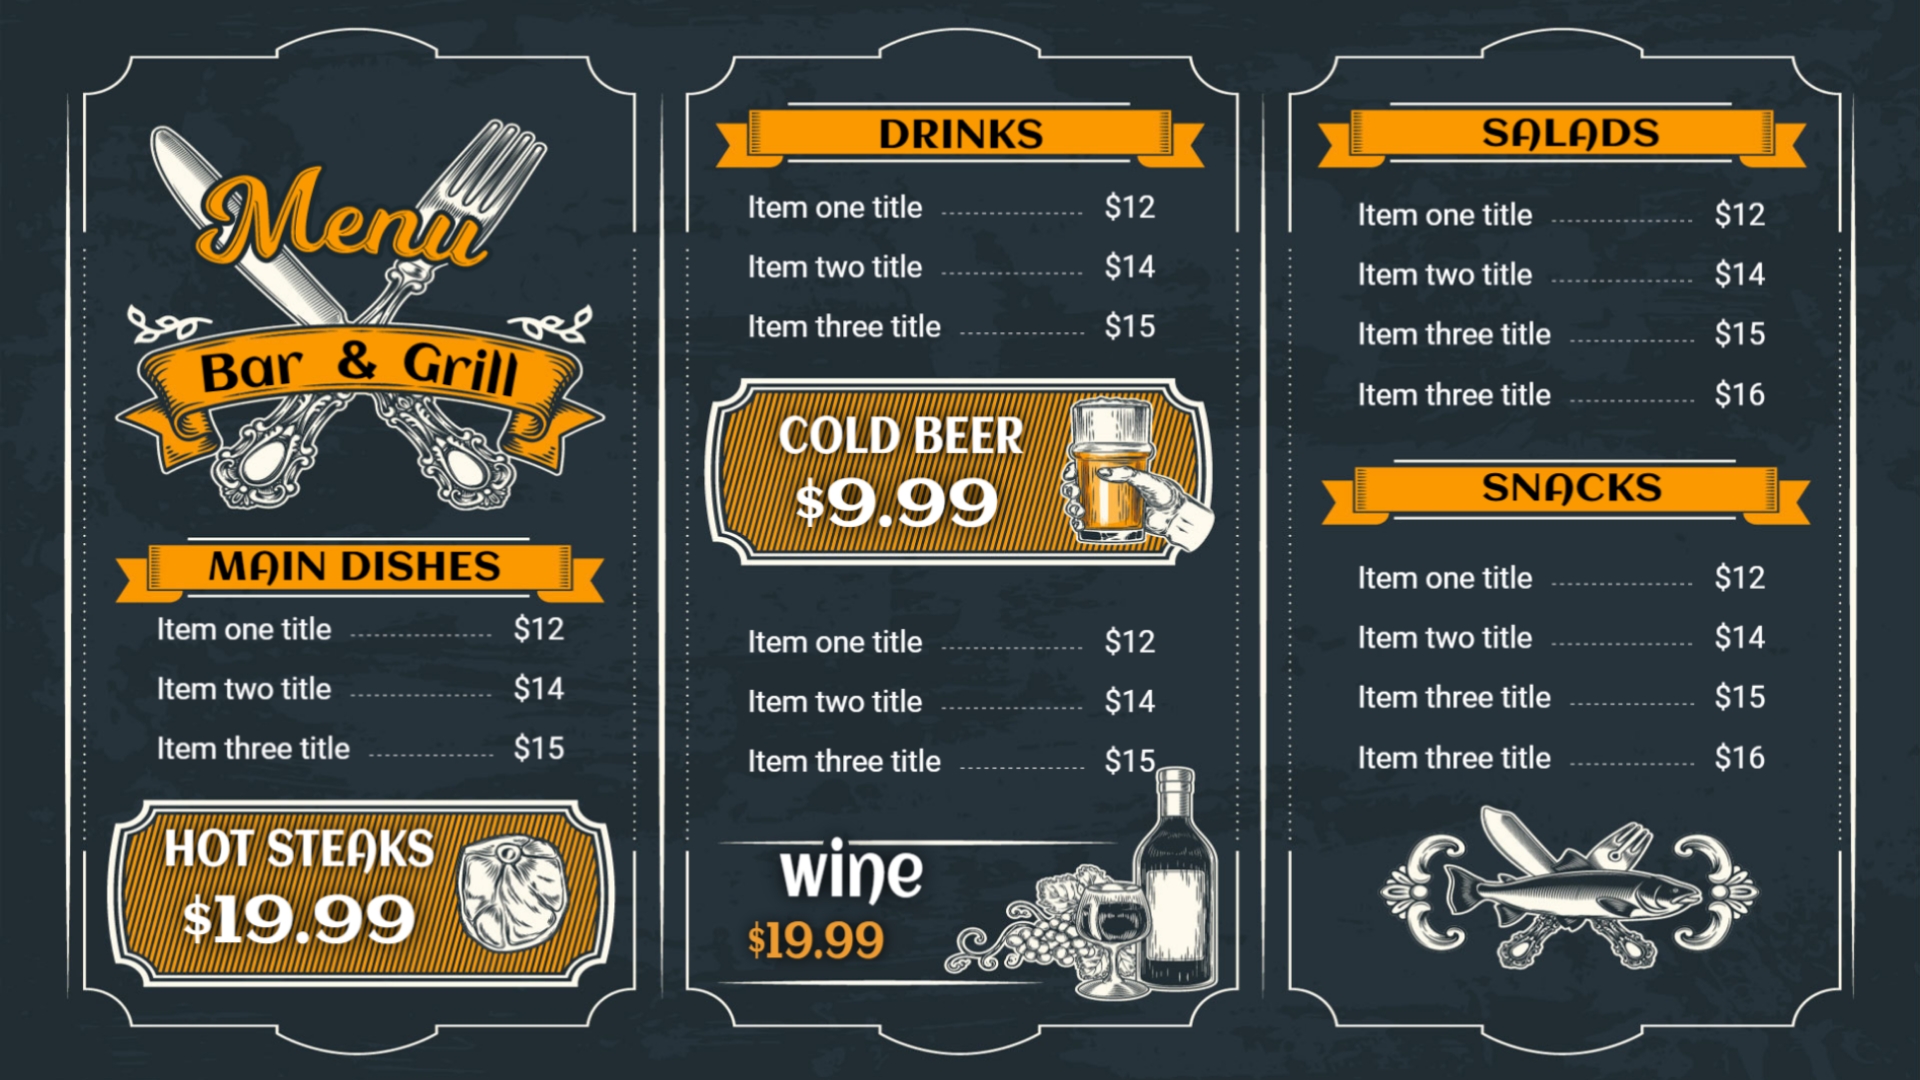 Menu
Bar & Grill
MAIN DISHES
Item one title ........................ $12
Item two title ........................ $14
Item three title ..................... $15
HOT STEAKS
$19.99
DRINKS
Item one title ........................ $12
Item two title ........................ $14
Item three title ..................... $15
COLD BEER
$9.99
Item one title ........................ $12
Item two title ........................ $14
Item three title ..................... $15
wine
$19.99
SALADS
Item one title ........................ $12
Item two title ........................ $14
Item three title ..................... $15
Item three title ..................... $16
SNACKS
Item one title ........................ $12
Item two title ........................ $14
Item three title ..................... $15
Item three title ..................... $16